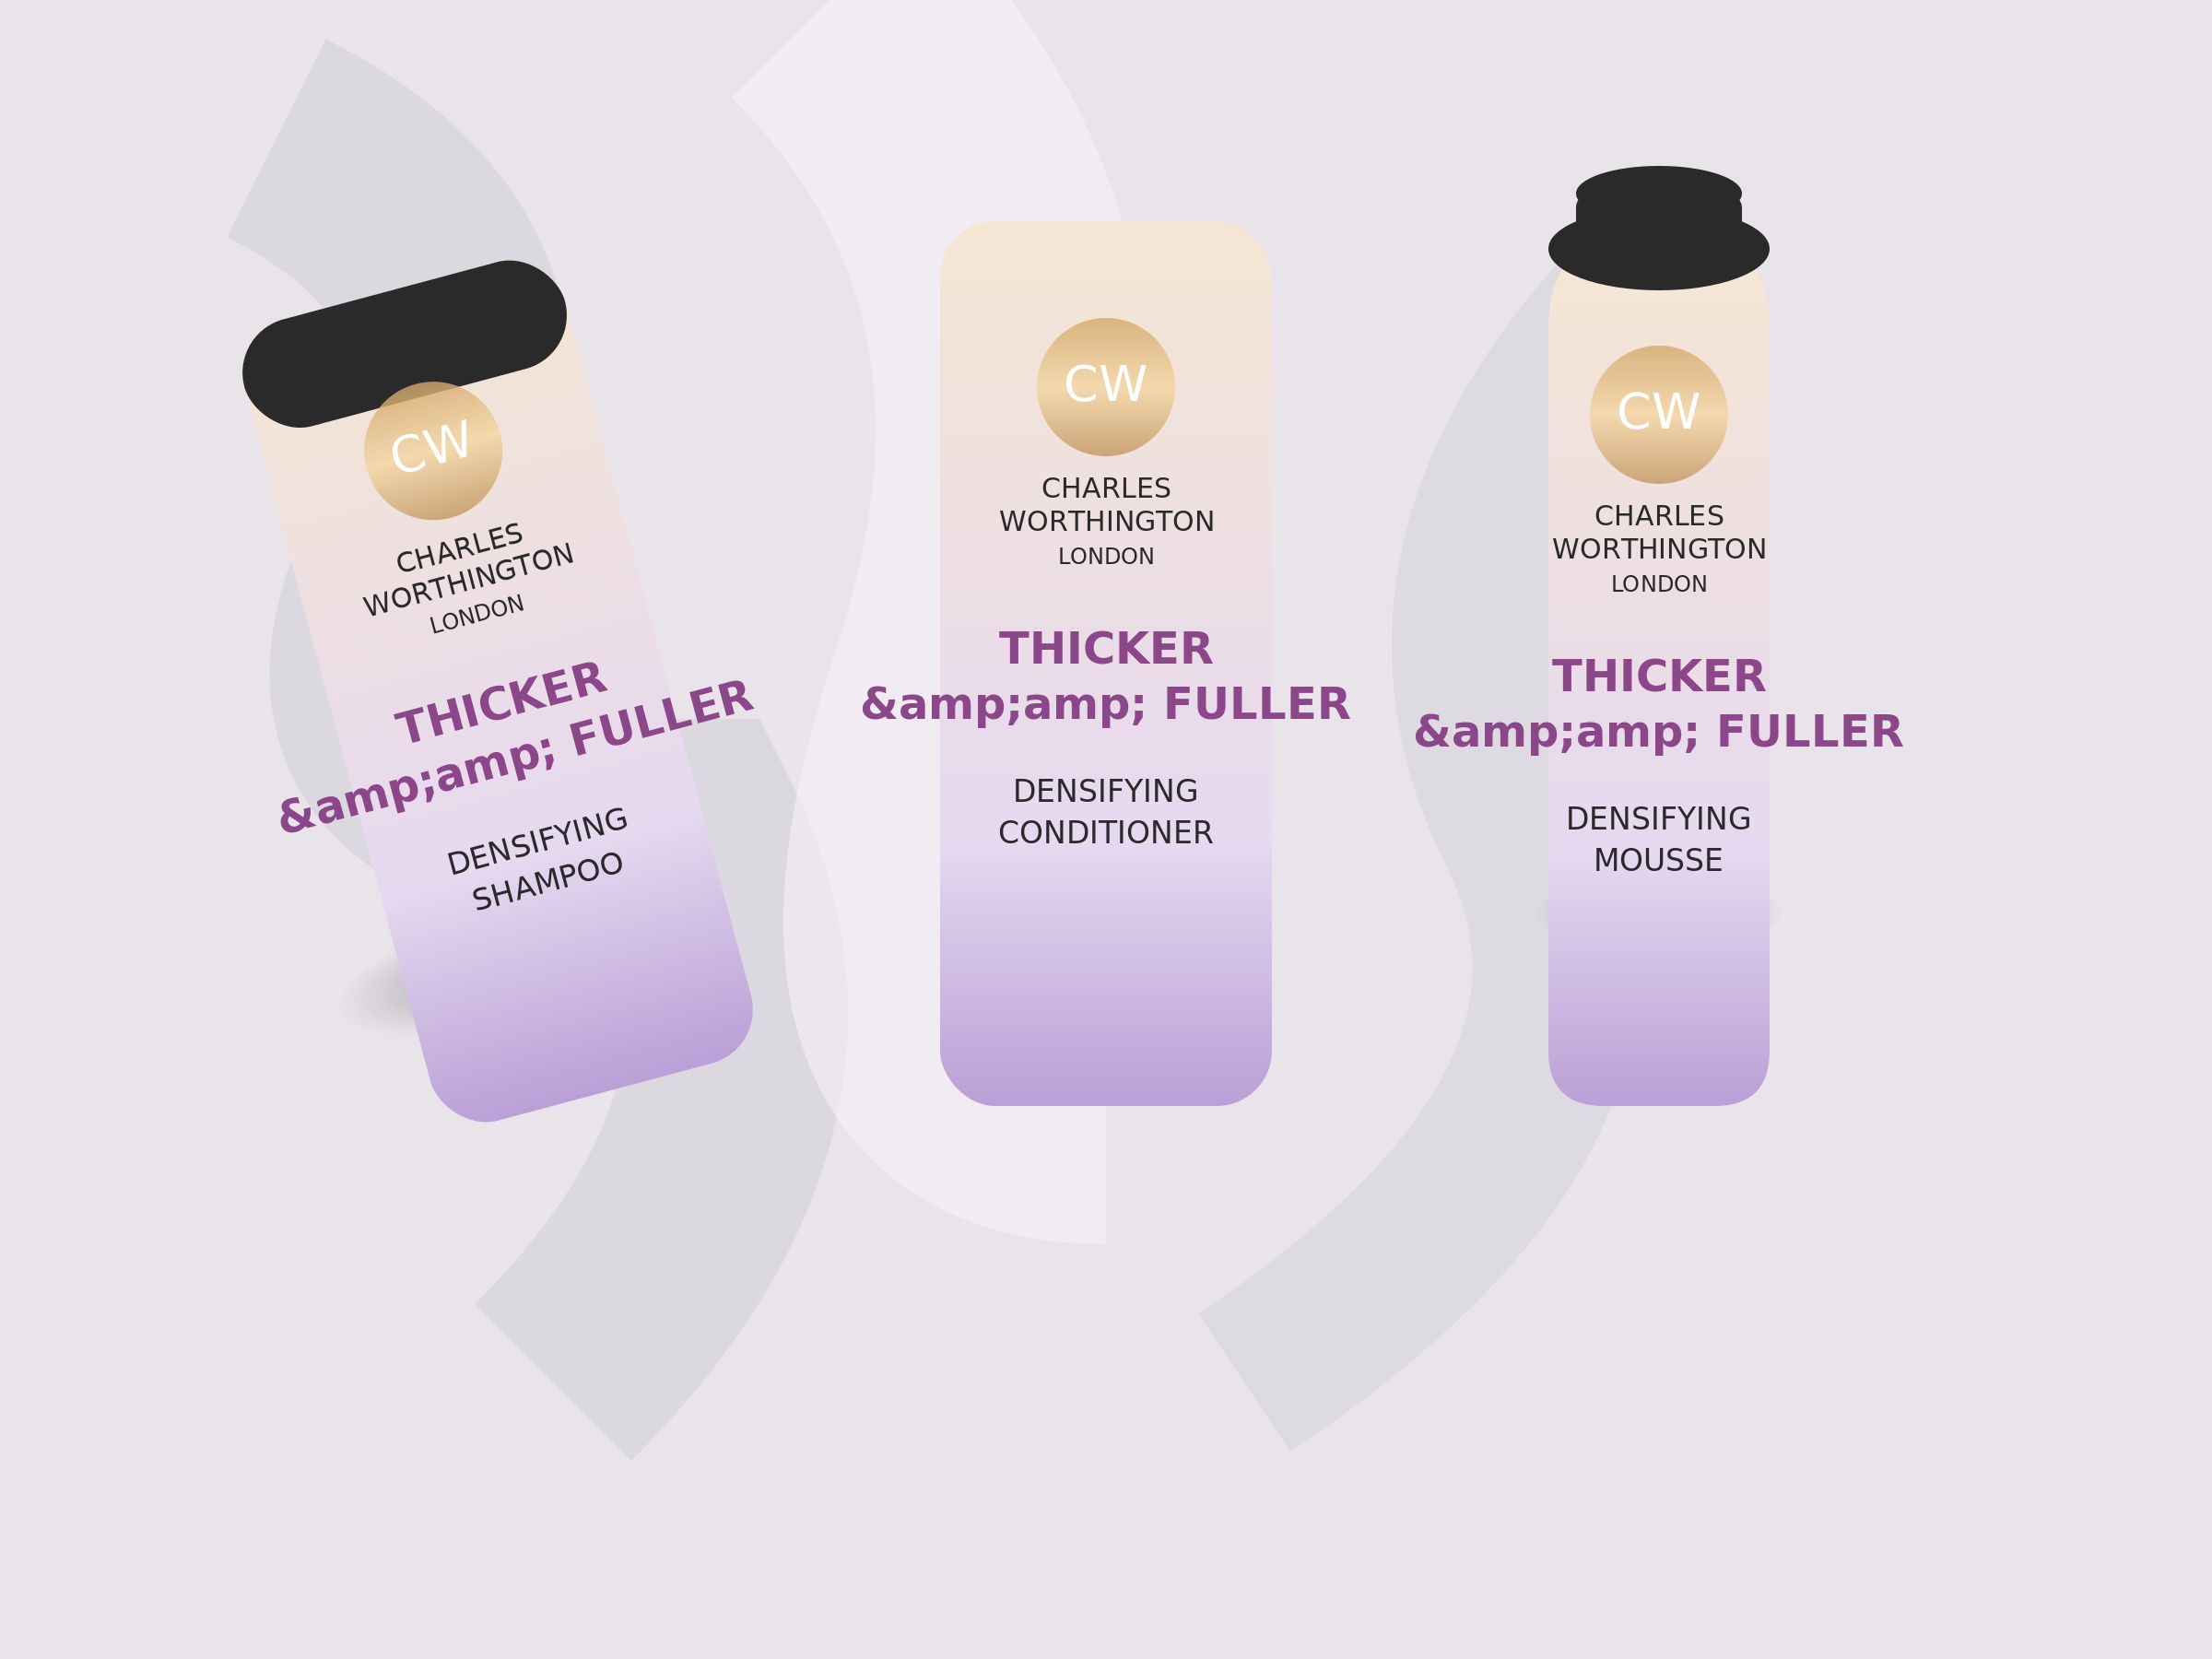 CW
CHARLES
WORTHINGTON
LONDON
THICKER
&amp;amp; FULLER
DENSIFYING
SHAMPOO
CW
CHARLES
WORTHINGTON
LONDON
THICKER
&amp;amp; FULLER
DENSIFYING
CONDITIONER
CW
CHARLES
WORTHINGTON
LONDON
THICKER
&amp;amp; FULLER
DENSIFYING
MOUSSE